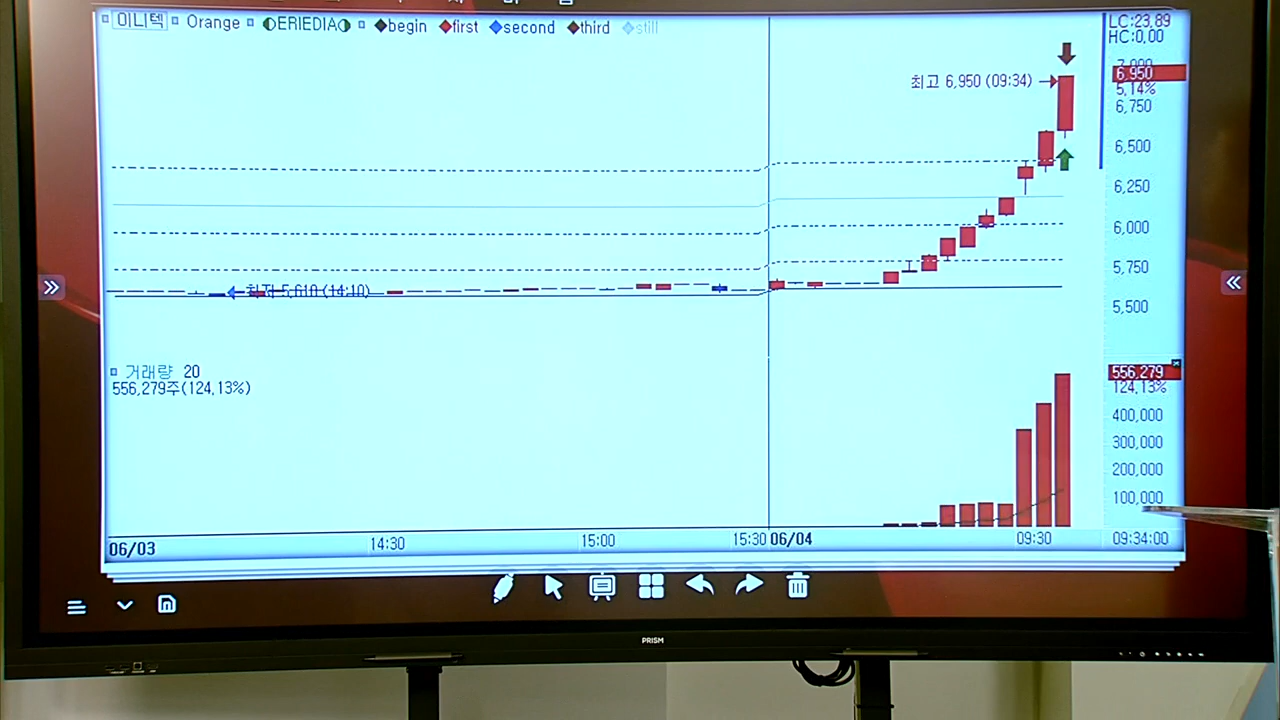 이니텍 Orange ERIEDIA begin first second third still
LC:23,89
HC:0,00
7,000
6,950
5,14%
최고 6,950 (09:34)
6,750
6,500
6,250
6,000
5,750
5,500
최저 5,610 (14:10)
거래량 20
556,279주(124,13%)
556,279
124,13%
400,000
300,000
200,000
100,000
06/03 14:30 15:00 15:30 06/04 09:30 09:34:00
PRISM